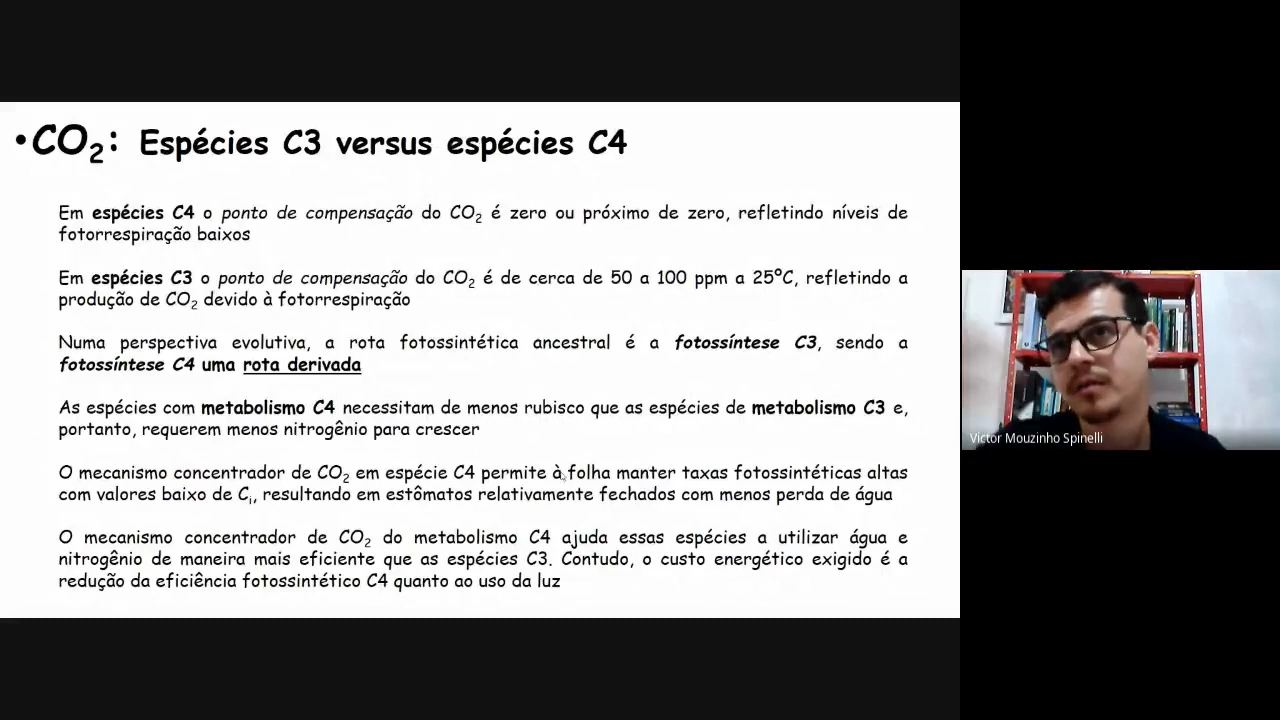 •CO₂: Espécies C3 versus espécies C4
Em espécies C4 o ponto de compensação do CO₂ é zero ou próximo de zero, refletindo níveis de
fotorrespiração baixos
Em espécies C3 o ponto de compensação do CO₂ é de cerca de 50 a 100 ppm a 25ºC, refletindo a
produção de CO₂ devido à fotorrespiração
Numa perspectiva evolutiva, a rota fotossintética ancestral é a fotossíntese C3, sendo a
fotossíntese C4 uma rota derivada
As espécies com metabolismo C4 necessitam de menos rubisco que as espécies de metabolismo C3 e,
portanto, requerem menos nitrogênio para crescer
O mecanismo concentrador de CO₂ em espécie C4 permite à folha manter taxas fotossintéticas altas
com valores baixo de Cᵢ, resultando em estômatos relativamente fechados com menos perda de água
O mecanismo concentrador de CO₂ do metabolismo C4 ajuda essas espécies a utilizar água e
nitrogênio de maneira mais eficiente que as espécies C3. Contudo, o custo energético exigido é a
redução da eficiência fotossintético C4 quanto ao uso da luz
Victor Mouzinho Spinelli